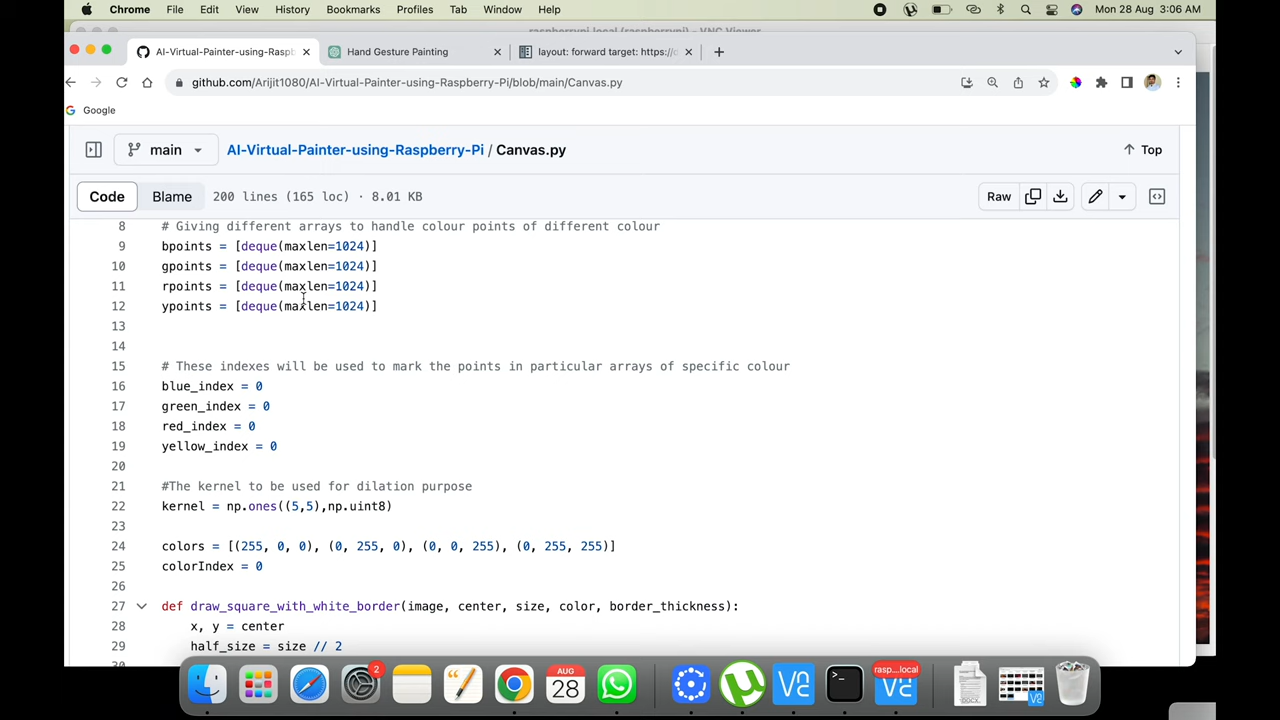 Chrome File Edit View History Bookmarks Profiles Tab Window Help Mon 28 Aug 3:06 AM
raspberrypi.local (raspberrypi) - VNC Viewer
AI-Virtual-Painter-using-Raspb Hand Gesture Painting layout: forward target: https://
github.com/Arijit1080/AI-Virtual-Painter-using-Raspberry-Pi/blob/main/Canvas.py
Google
main AI-Virtual-Painter-using-Raspberry-Pi / Canvas.py Top
Code Blame 200 lines (165 loc) · 8.01 KB Raw
8 # Giving different arrays to handle colour points of different colour
9 bpoints = [deque(maxlen=1024)]
10 gpoints = [deque(maxlen=1024)]
11 rpoints = [deque(maxlen=1024)]
12 ypoints = [deque(maxlen=1024)]
13
14
15 # These indexes will be used to mark the points in particular arrays of specific colour
16 blue_index = 0
17 green_index = 0
18 red_index = 0
19 yellow_index = 0
20
21 #The kernel to be used for dilation purpose
22 kernel = np.ones((5,5),np.uint8)
23
24 colors = [(255, 0, 0), (0, 255, 0), (0, 0, 255), (0, 255, 255)]
25 colorIndex = 0
26
27 def draw_square_with_white_border(image, center, size, color, border_thickness):
28 x, y = center
29 half_size = size // 2
2
AUG
28
rasp...local
DOCX